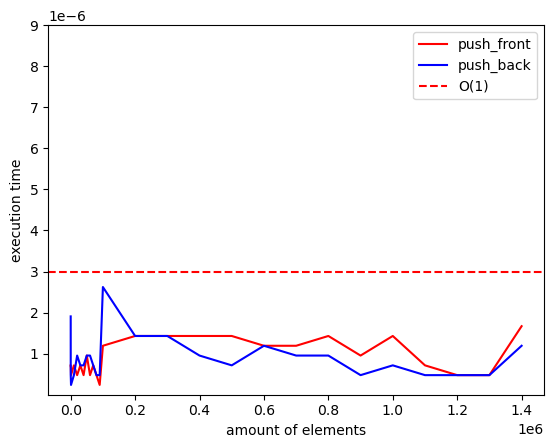 1e-6
9
8
7
6
5
4
3
2
1
execution time
push_front
push_back
O(1)
0.0 0.2 0.4 0.6 0.8 1.0 1.2 1.4
1e6
amount of elements